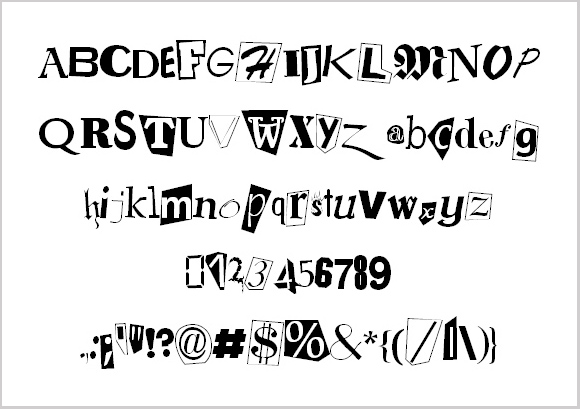 ABCDEFGHIJKLMNOP
QRSTUVWXYZ abcdefg
hijklmnopqrstuvwxyz
0123456789
.,:;"'!?@#$%&*{(/|\)}